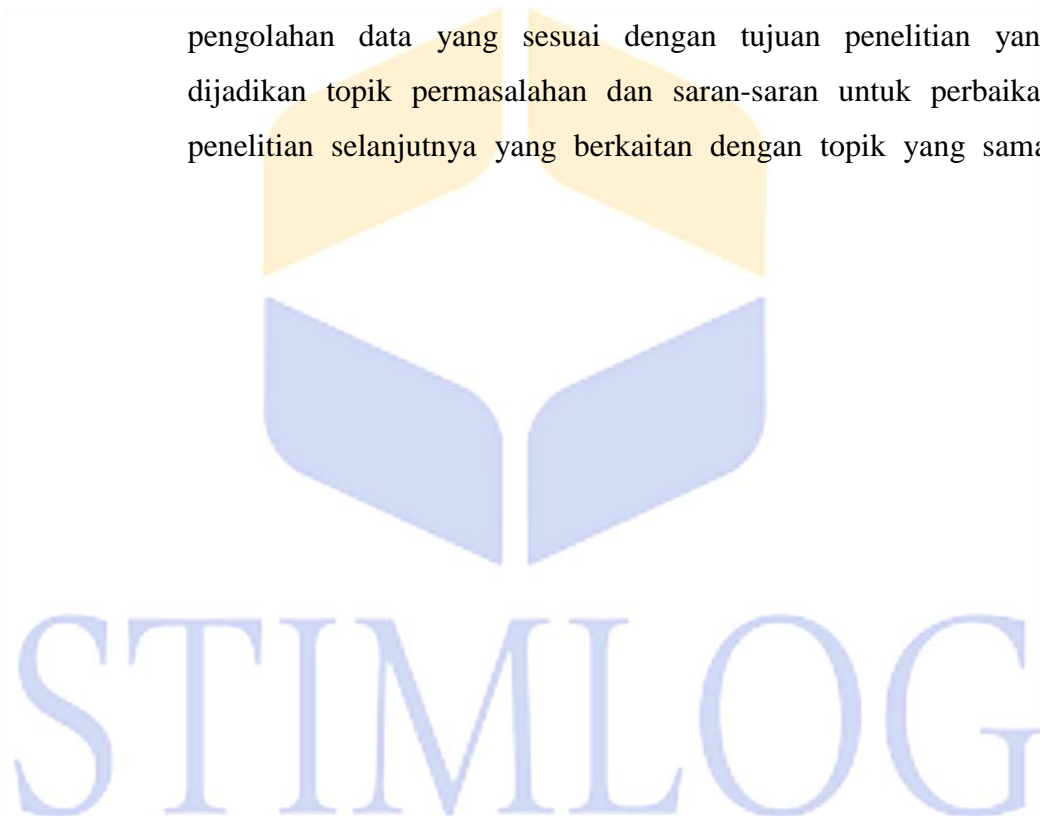 pengolahan data yang sesuai dengan tujuan penelitian yan
dijadikan topik permasalahan dan saran-saran untuk perbaika
penelitian selanjutnya yang berkaitan dengan topik yang sama
STIMLOG